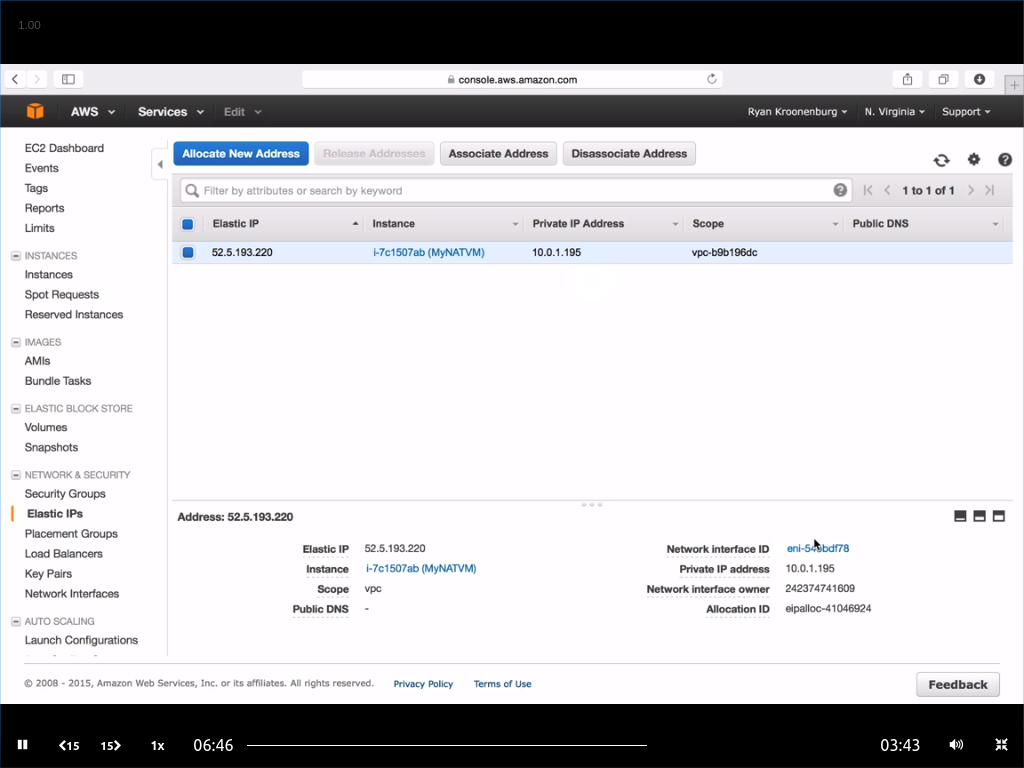 1.00
console.aws.amazon.com
AWS Services Edit Ryan Kroonenburg N. Virginia Support
EC2 Dashboard
Events
Tags
Reports
Limits
INSTANCES
Instances
Spot Requests
Reserved Instances
IMAGES
AMIs
Bundle Tasks
ELASTIC BLOCK STORE
Volumes
Snapshots
NETWORK & SECURITY
Security Groups
Elastic IPs
Placement Groups
Load Balancers
Key Pairs
Network Interfaces
AUTO SCALING
Launch Configurations
Allocate New Address Release Addresses Associate Address Disassociate Address
Filter by attributes or search by keyword 1 to 1 of 1
Elastic IP Instance Private IP Address Scope Public DNS
52.5.193.220 i-7c1507ab (MyNATVM) 10.0.1.195 vpc-b9b196dc
Address: 52.5.193.220
Elastic IP 52.5.193.220 Network interface ID
Instance i-7c1507ab (MyNATVM) Private IP address 10.0.1.195
Scope vpc Network interface owner 242374741609
Public DNS - Allocation ID eipalloc-41046924
© 2008 - 2015, Amazon Web Services, Inc. or its affiliates. All rights reserved. Privacy Policy Terms of Use Feedback
15 15 1x 06:46 03:43